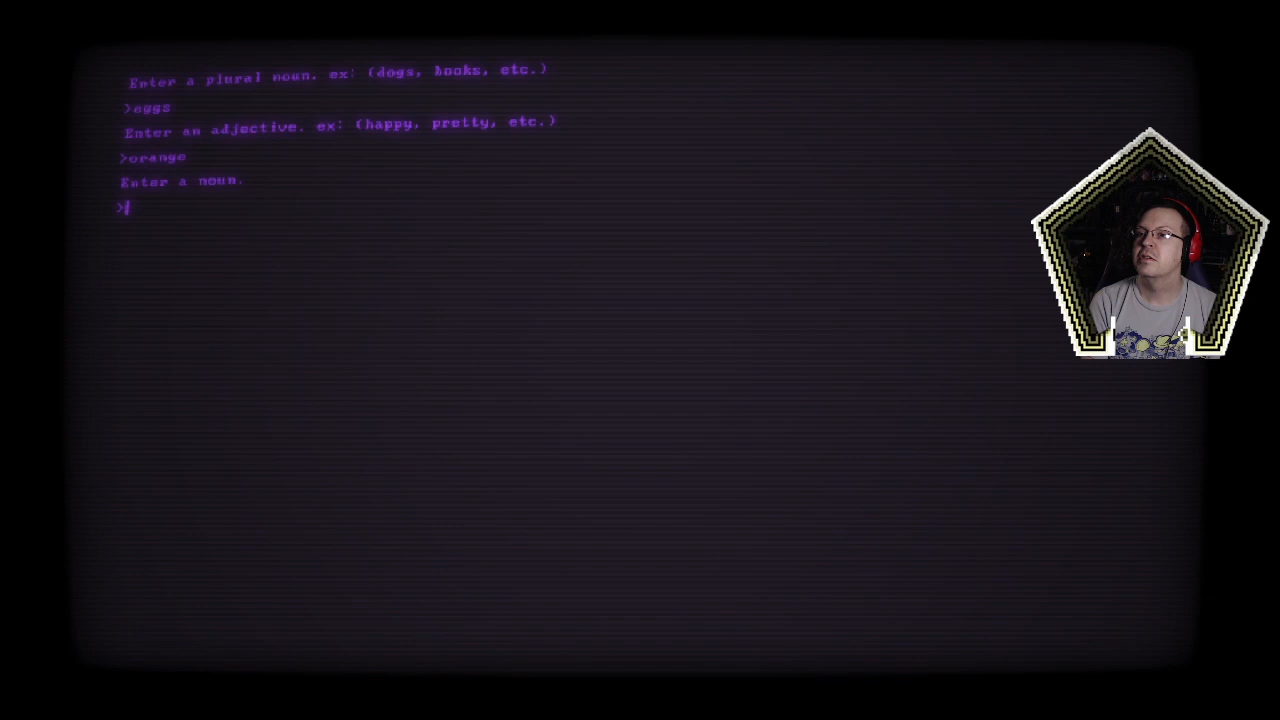 Enter a plural noun. ex: (dogs, books, etc.)
>eggs
Enter an adjective. ex: (happy, pretty, etc.)
>orange
Enter a noun.
>